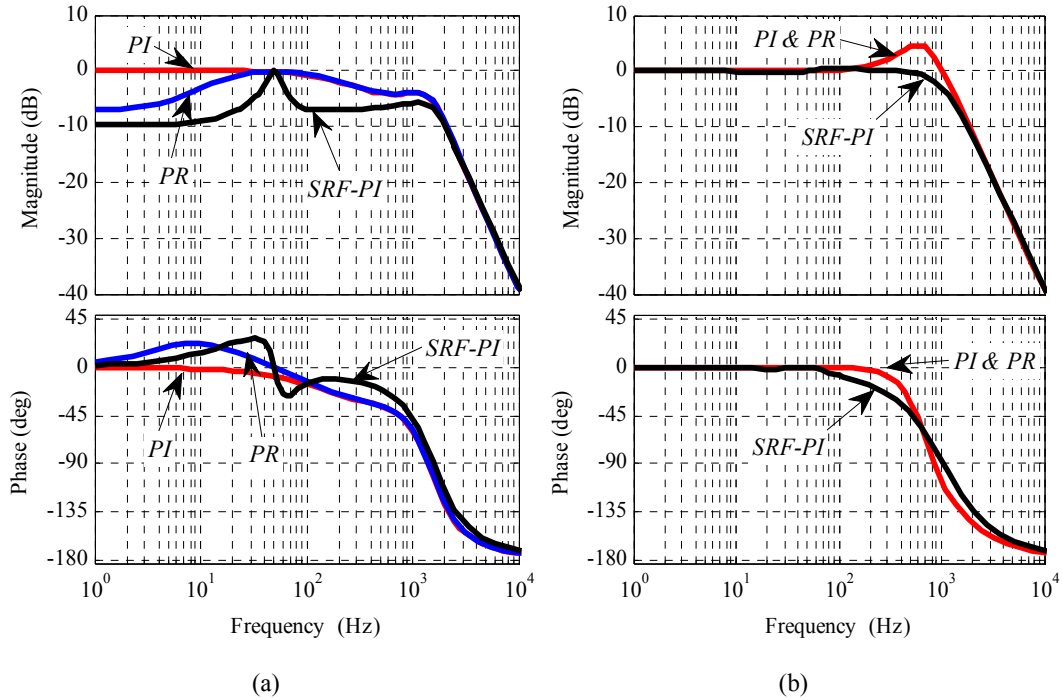 10
0
-10
-20
-30
-40
Magnitude (dB)
PI
PR
SRF-PI
45
0
-45
-90
-135
-180
Phase (deg)
PI
PR
SRF-PI
10^0
10^1
10^2
10^3
10^4
Frequency (Hz)
(a)
10
0
-10
-20
-30
-40
Magnitude (dB)
PI & PR
SRF-PI
45
0
-45
-90
-135
-180
Phase (deg)
PI & PR
SRF-PI
10^0
10^1
10^2
10^3
10^4
Frequency (Hz)
(b)